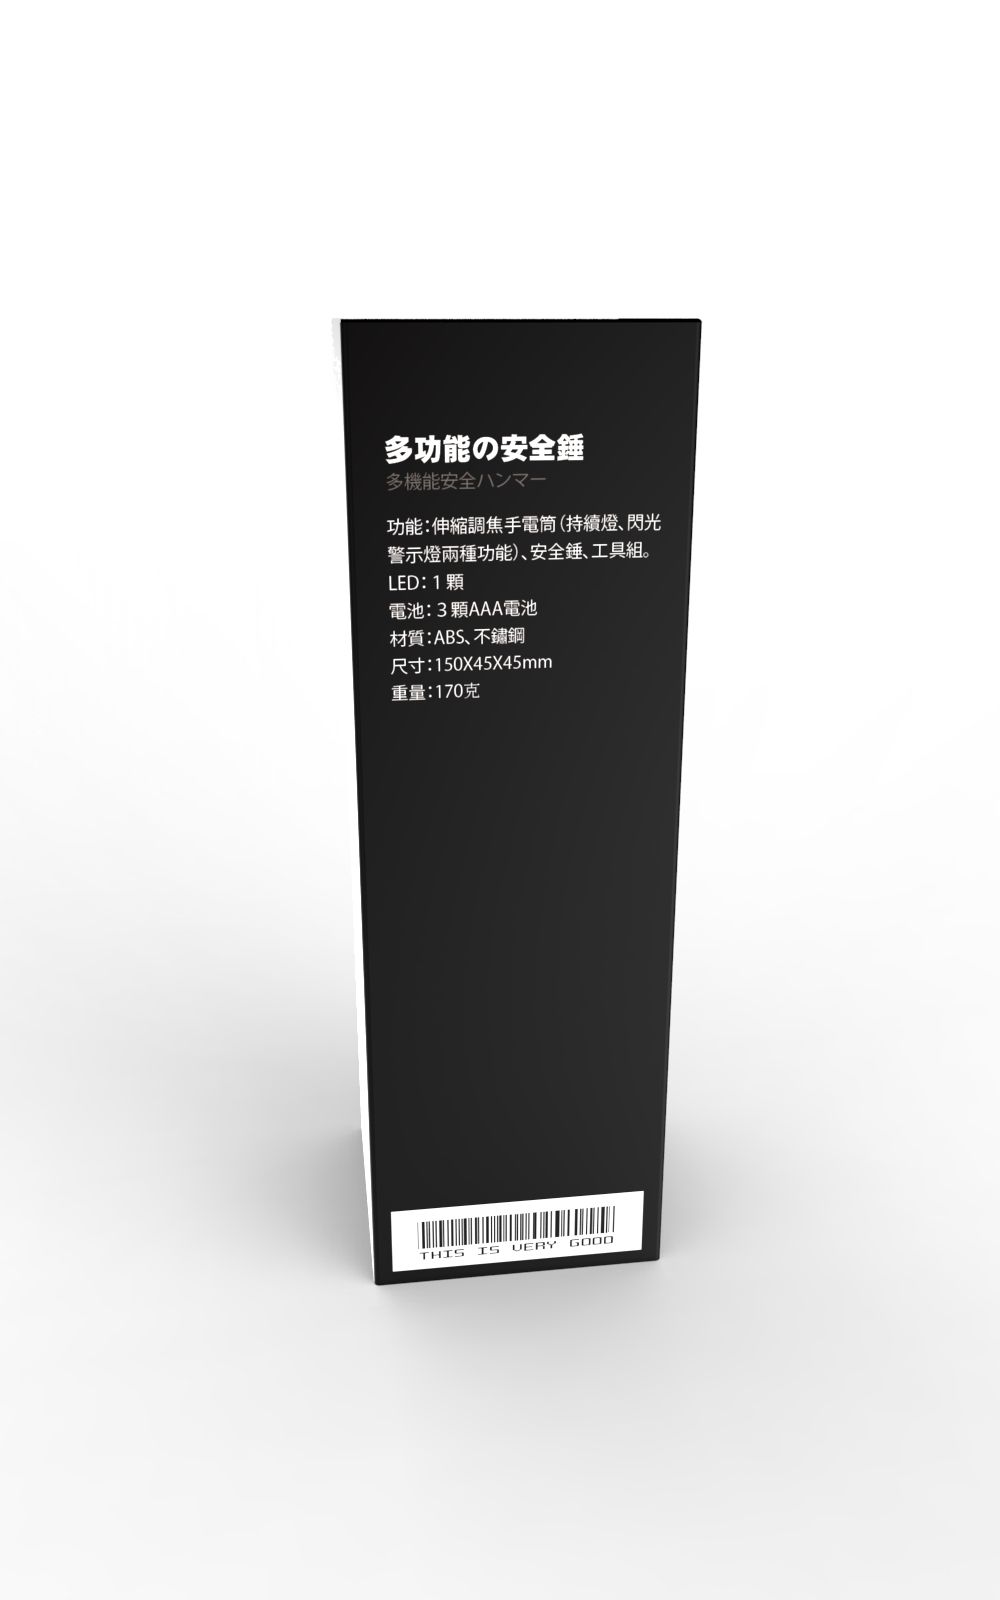 多功能の安全錘
多機能安全ハンマー
功能：伸縮調焦手電筒（持續燈、閃光
警示燈兩種功能）、安全錘、工具組。
LED：1 顆
電池：3 顆AAA電池
材質：ABS、不鏽鋼
尺寸：150X45X45mm
重量：170克
THIS IS VERY GOOD